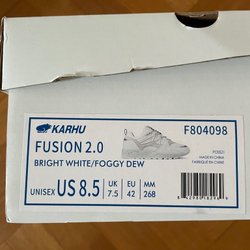 KARHU
F804098
FUSION 2.0
BRIGHT WHITE/FOGGY DEW
MADE IN CHINA
FABRIQUÉ EN CHINE
UNISEX US 8.5 UK 7.5 EU 42 MM 268